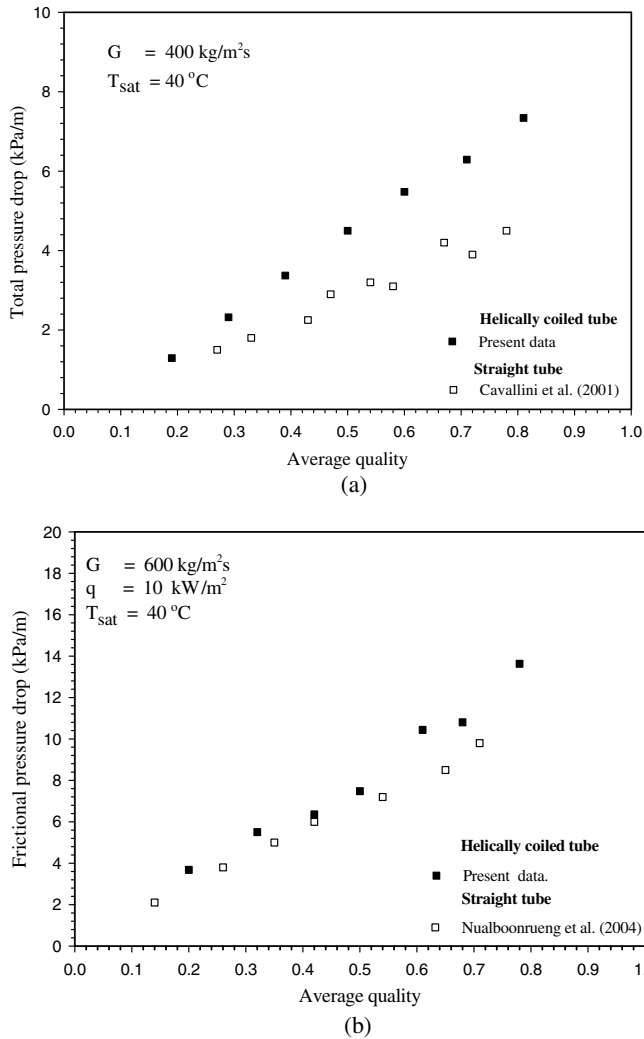 10
8
6
4
2
0
Total pressure drop (kPa/m)
G = 400 kg/m²s
Tsat = 40 °C
Helically coiled tube
Present data
Straight tube
Cavallini et al. (2001)
0.0 0.1 0.2 0.3 0.4 0.5 0.6 0.7 0.8 0.9 1.0
Average quality
(a)
20
18
16
14
12
10
8
6
4
2
0
Frictional pressure drop (kPa/m)
G = 600 kg/m²s
q = 10 kW/m²
Tsat = 40 °C
Helically coiled tube
Present data.
Straight tube
Nualboonrueng et al. (2004)
0.0 0.1 0.2 0.3 0.4 0.5 0.6 0.7 0.8 0.9 1.
Average quality
(b)